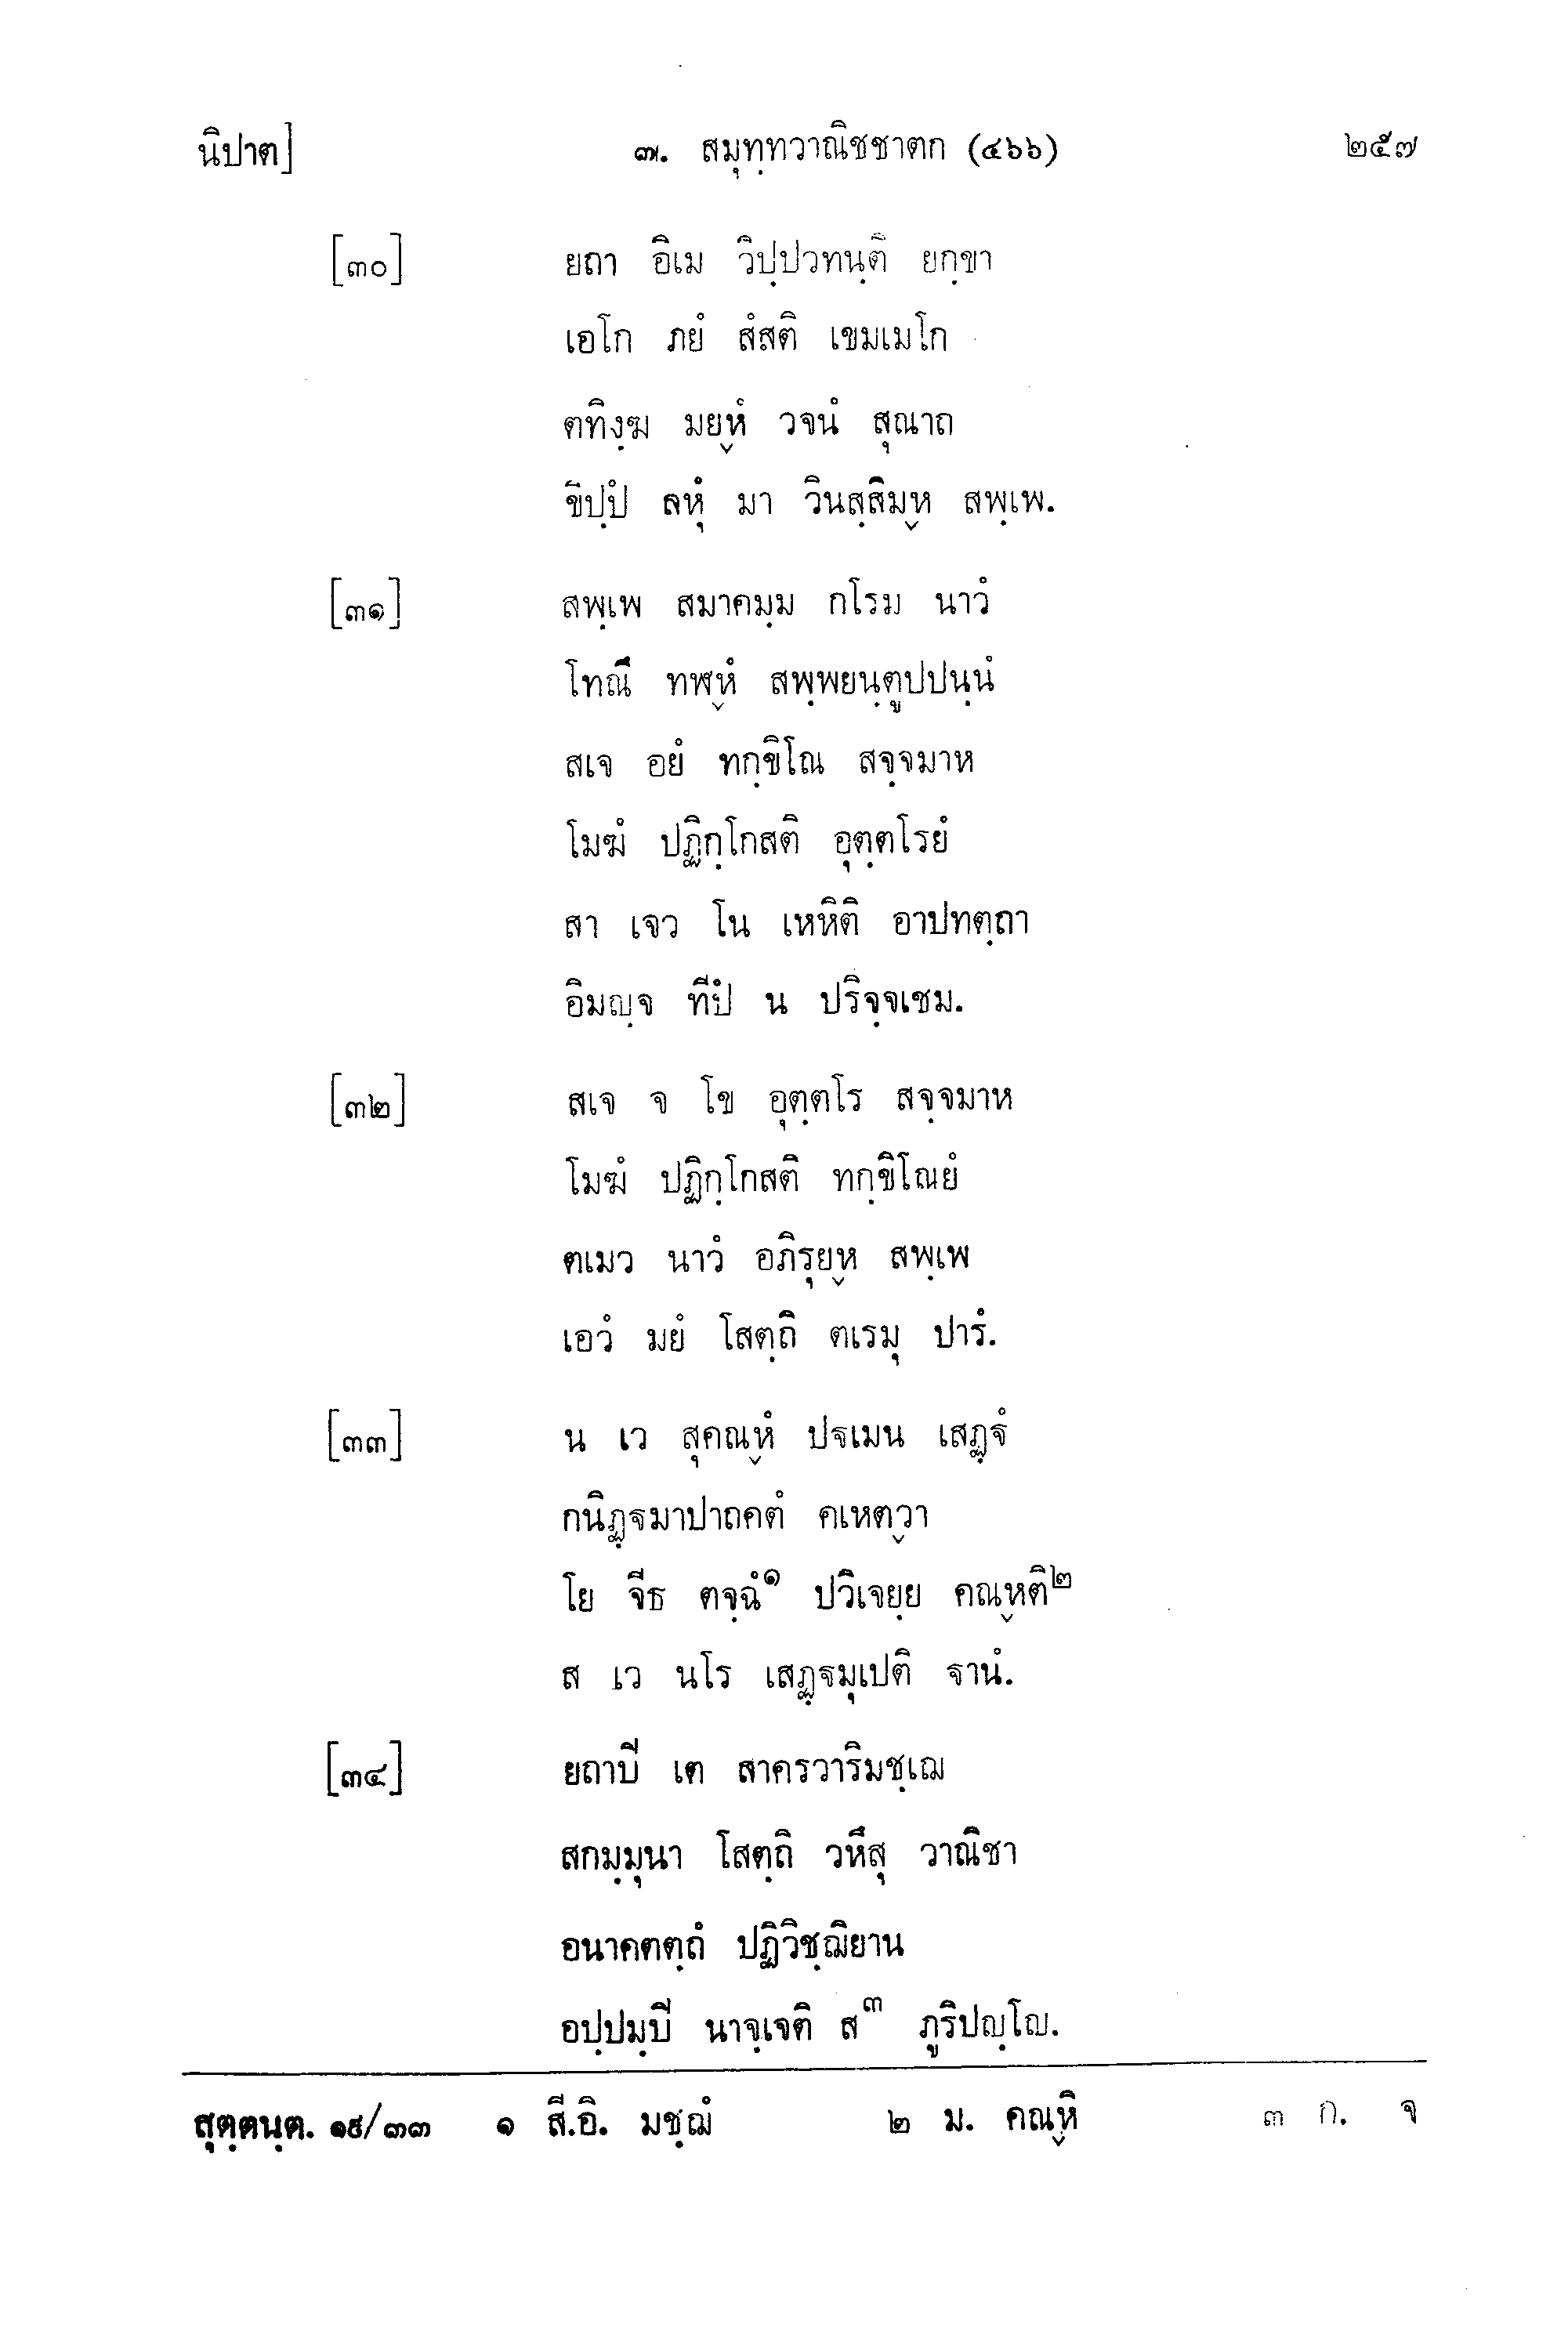 นิปาต] ๗. สมุทฺทวาณิชชาตก (๔๖๖) ๒๕๗
[๓๐] ยถา อิเม วิปฺปวทนฺติ ยกฺขา
เอโก ภยํ สํสติ เขมเมโก
ตทิงฺฆ มยฺหํ วจนํ สุณาถ
ขิปฺปํ ลหุํ มา วินสฺสิมฺห สพฺเพ.
[๓๑] สพฺเพ สมาคมฺม กโรม นาวํ
โทณึ ทฬฺหํ สพฺพยนฺตูปปนฺนํ
สเจ อยํ ทกฺขิโณ สจฺจมาห
โมฆํ ปฏิกฺโกสติ อุตฺตโรยํ
สา เจว โน เหหิติ อาปทตฺถา
อิมญฺจ ทีปํ น ปริจฺจเชม.
[๓๒] สเจ จ โข อุตฺตโร สจฺจมาห
โมฆํ ปฏิกฺโกสติ ทกฺขิโณยํ
ตเมว นาวํ อภิรุยฺห สพฺเพ
เอวํ มยํ โสตฺถิ ตเรมุ ปารํ.
[๓๓] น เว สุคณฺหํ ปฐเมน เสฏฺฐํ
กนิฏฺฐมาปาถคตํ คเหตฺวา
โย จีธ ตจฺฉํ๑ ปวิเจยฺย คณฺหติ๒
ส เว นโร เสฏฺฐมุเปติ ฐานํ.
[๓๔] ยถาปิ เต สาครวาริมชฺเฌ
สกมฺมุนา โสตฺถิ วหึสุ วาณิชา
อนาคตตฺถํ ปฏิวิชฺฌิยาน
อปฺปมฺปิ นาจฺเจติ ส๓ ภูริปญฺโญ.
สุตฺตนฺต. ๑๙/๓๓ ๑ สี.อิ. มชฺฌํ ๒ ม. คณฺหิ ๓ ก. จ